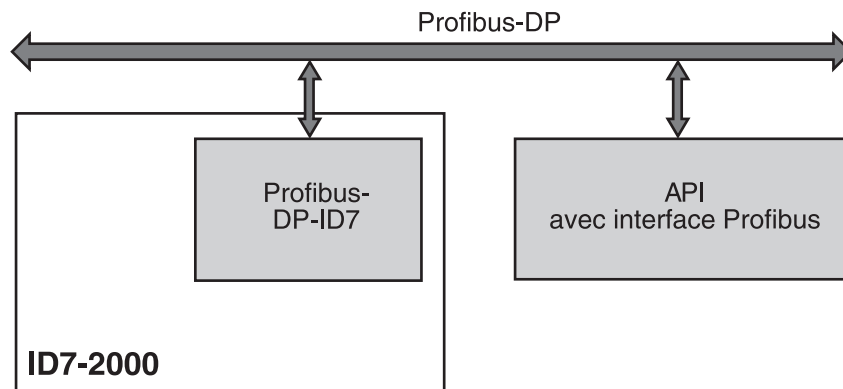 Profibus-DP
Profibus-
DP-ID7
API
avec interface Profibus
ID7-2000